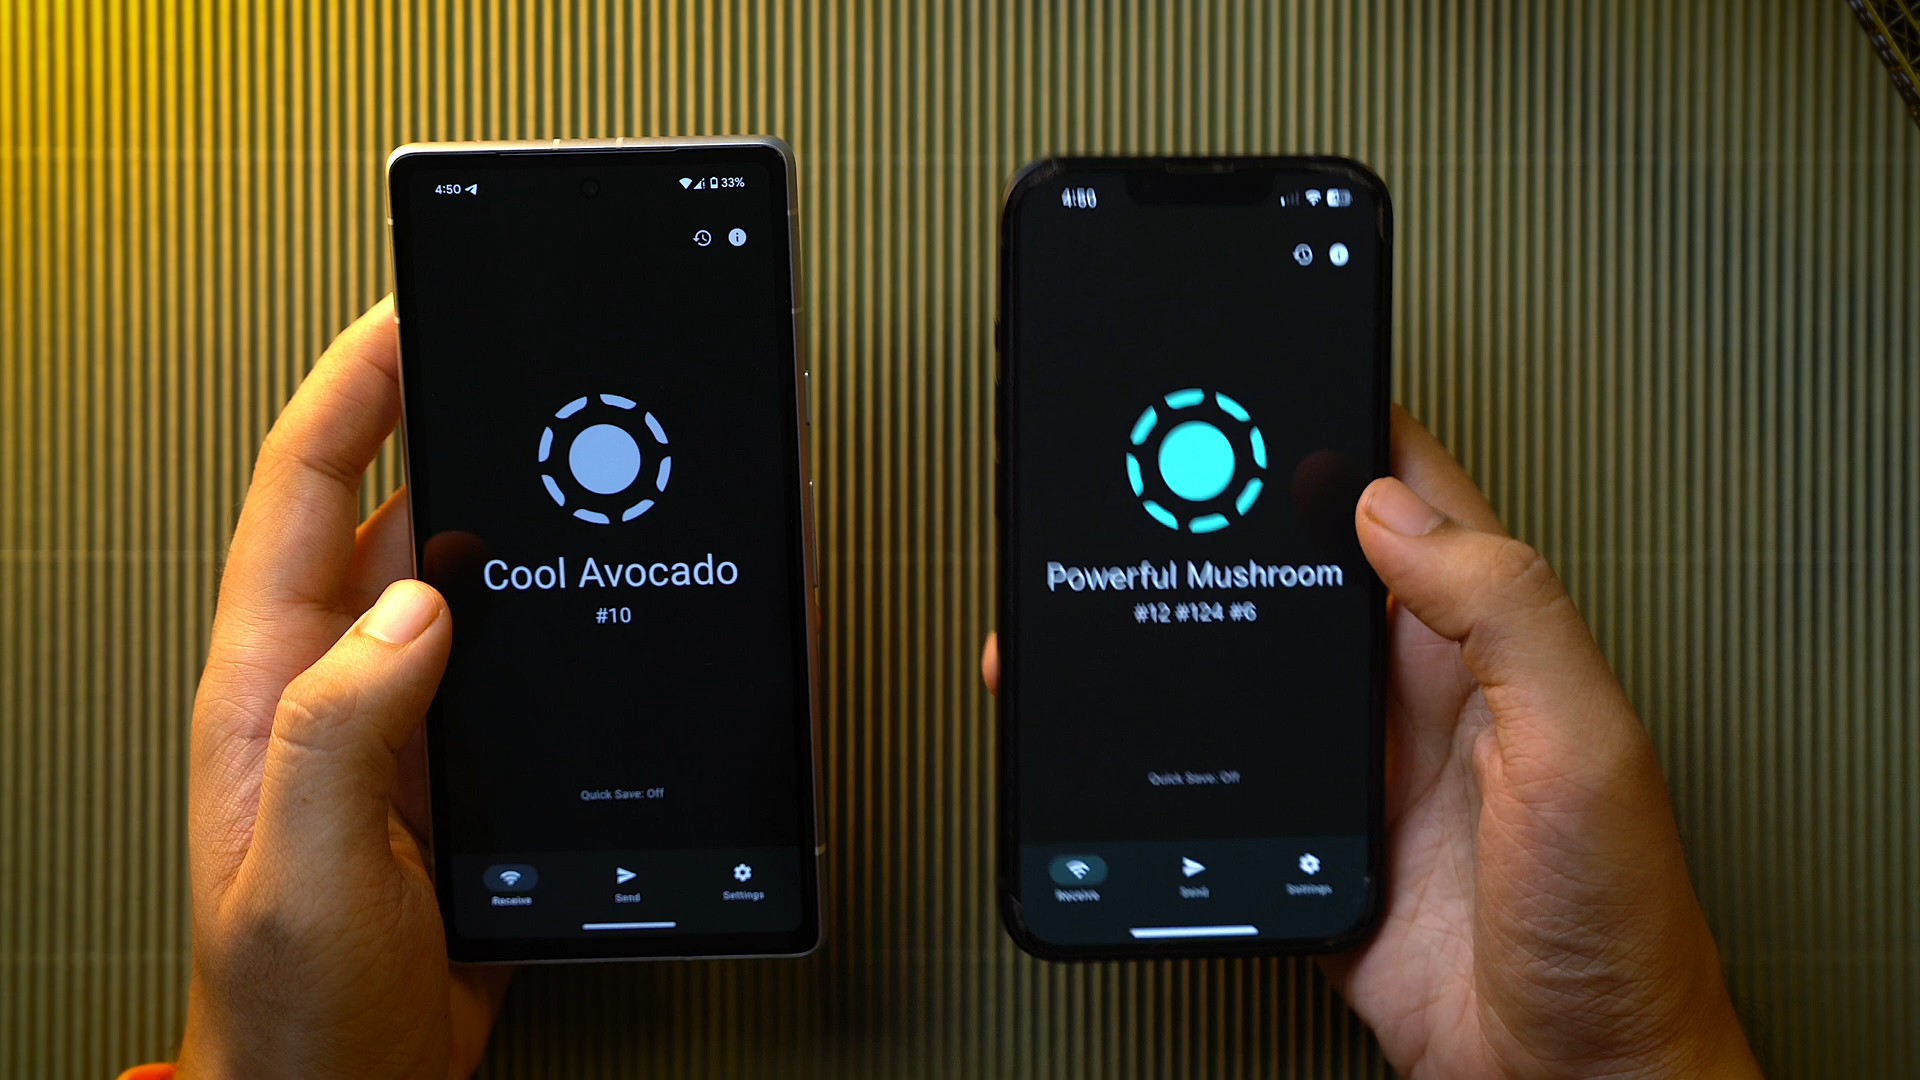 4:50
33%
Cool Avocado
#10
Quick Save: Off
Receive
Send
Settings
4:50
Powerful Mushroom
#12 #124 #6
Quick Save: Off
Receive
Send
Settings